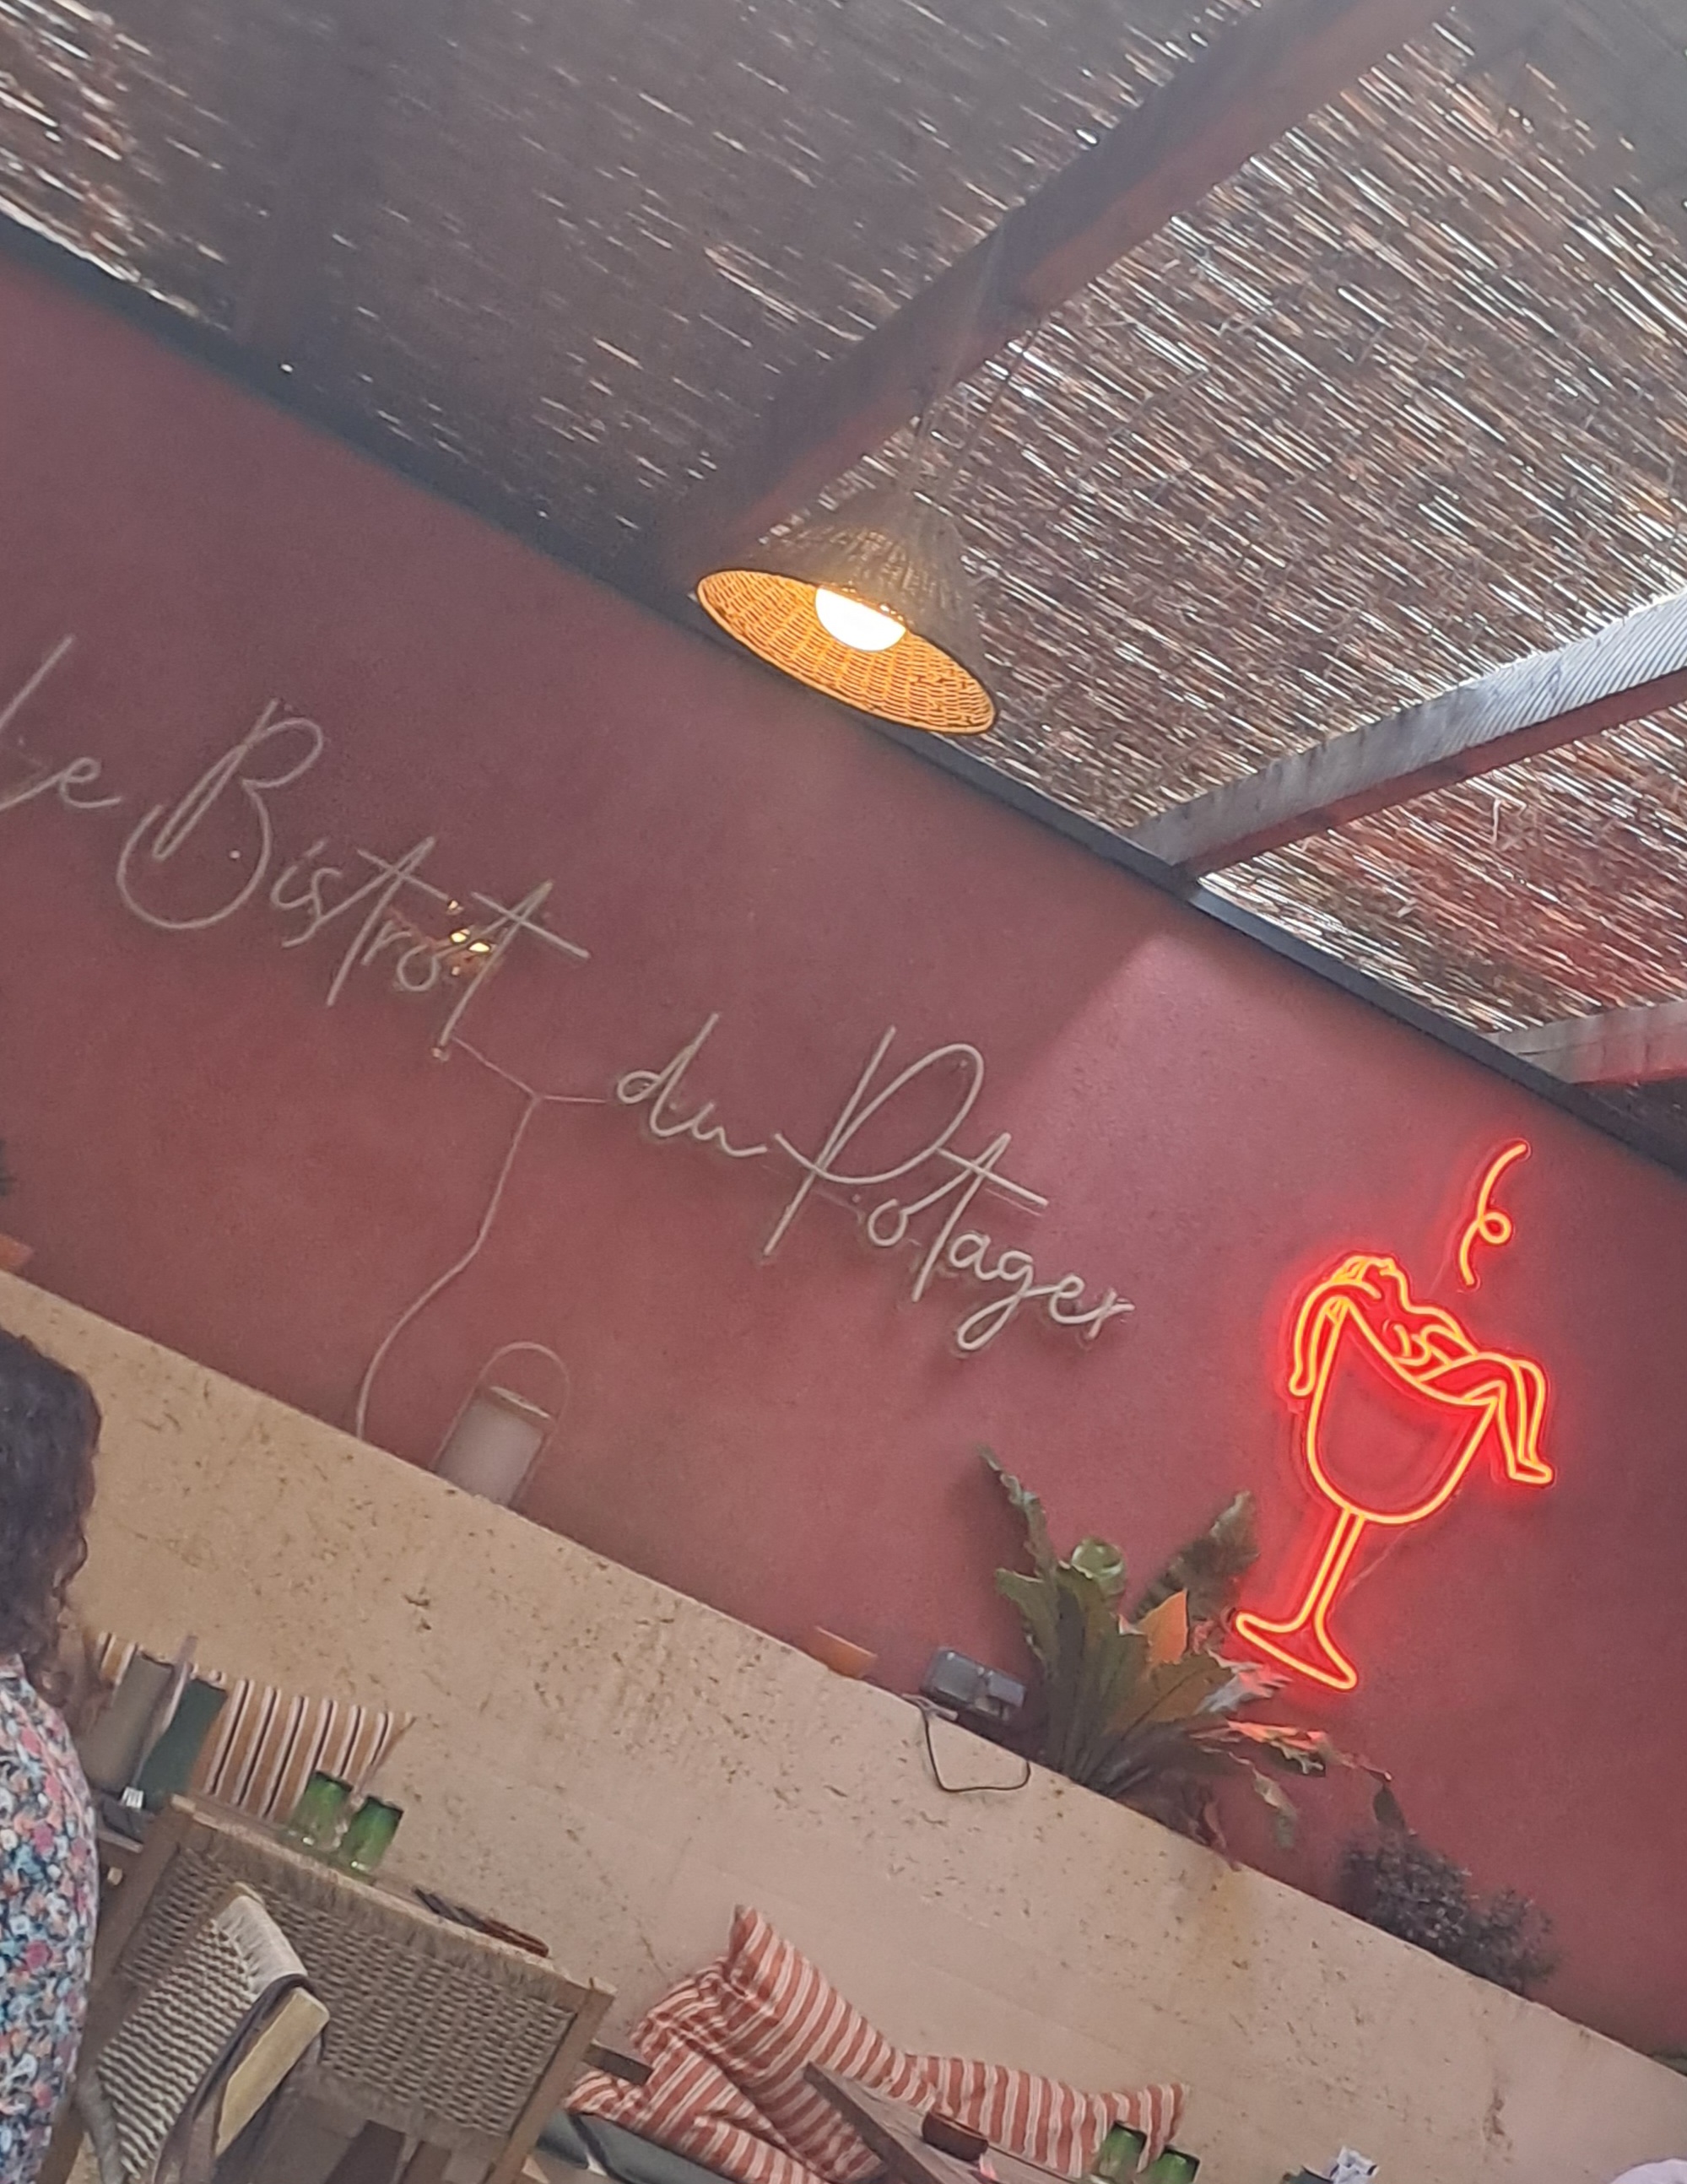 Le Bistrot
du Potager